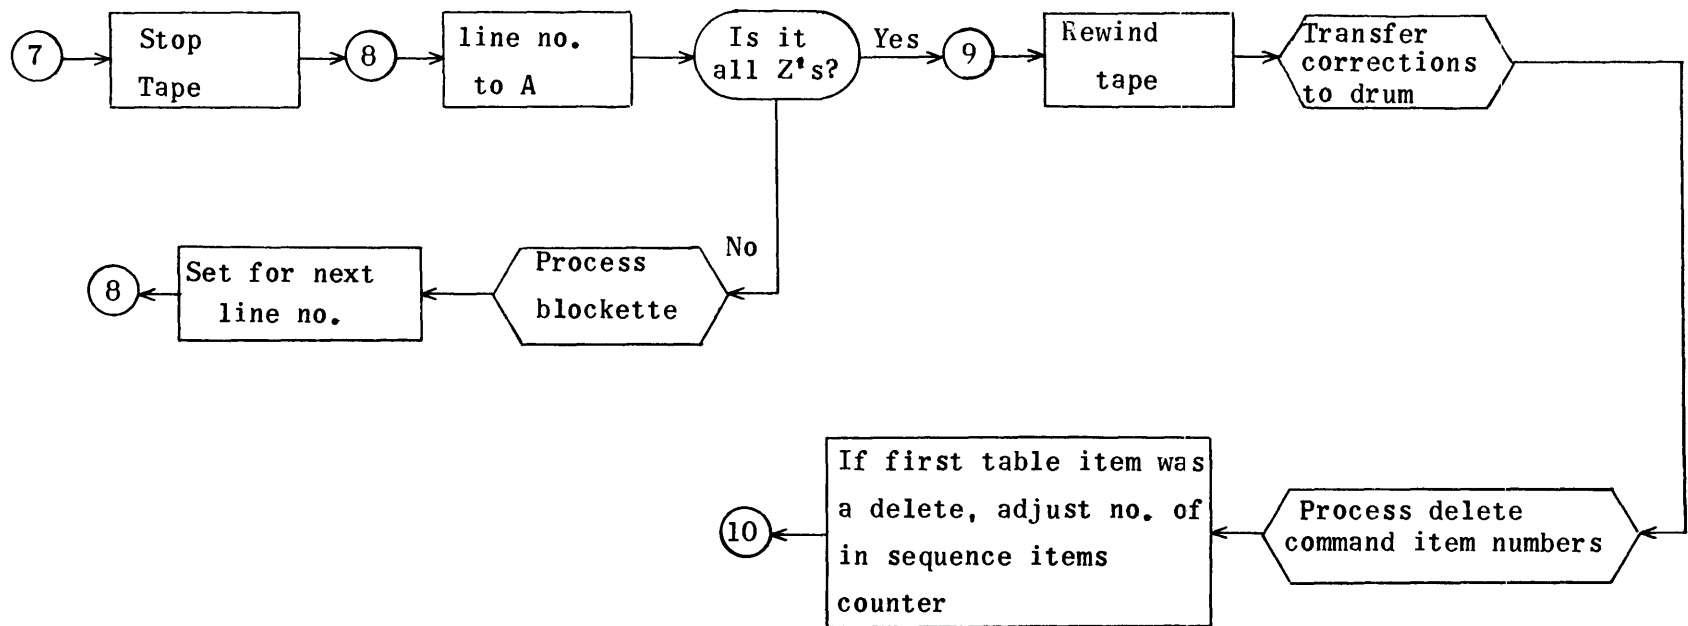 7
Stop
Tape
8
line no.
to A
Is it
all Z's?
Yes
9
Rewind
tape
Transfer
corrections
to drum
No
Process
blockette
Set for next
line no.
8
Process delete
command item numbers
If first table item was
a delete, adjust no. of
in sequence items
counter
10